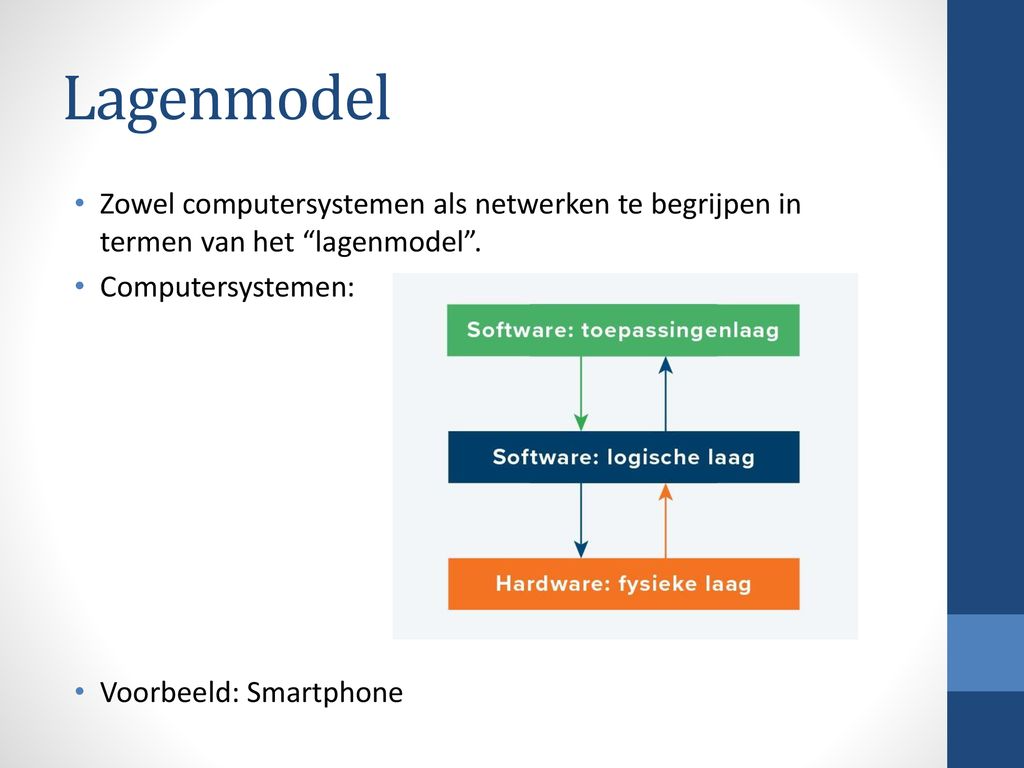 Lagenmodel
• Zowel computersystemen als netwerken te begrijpen in
termen van het “lagenmodel”.
• Computersystemen:
Software: toepassingenlaag
Software: logische laag
Hardware: fysieke laag
• Voorbeeld: Smartphone